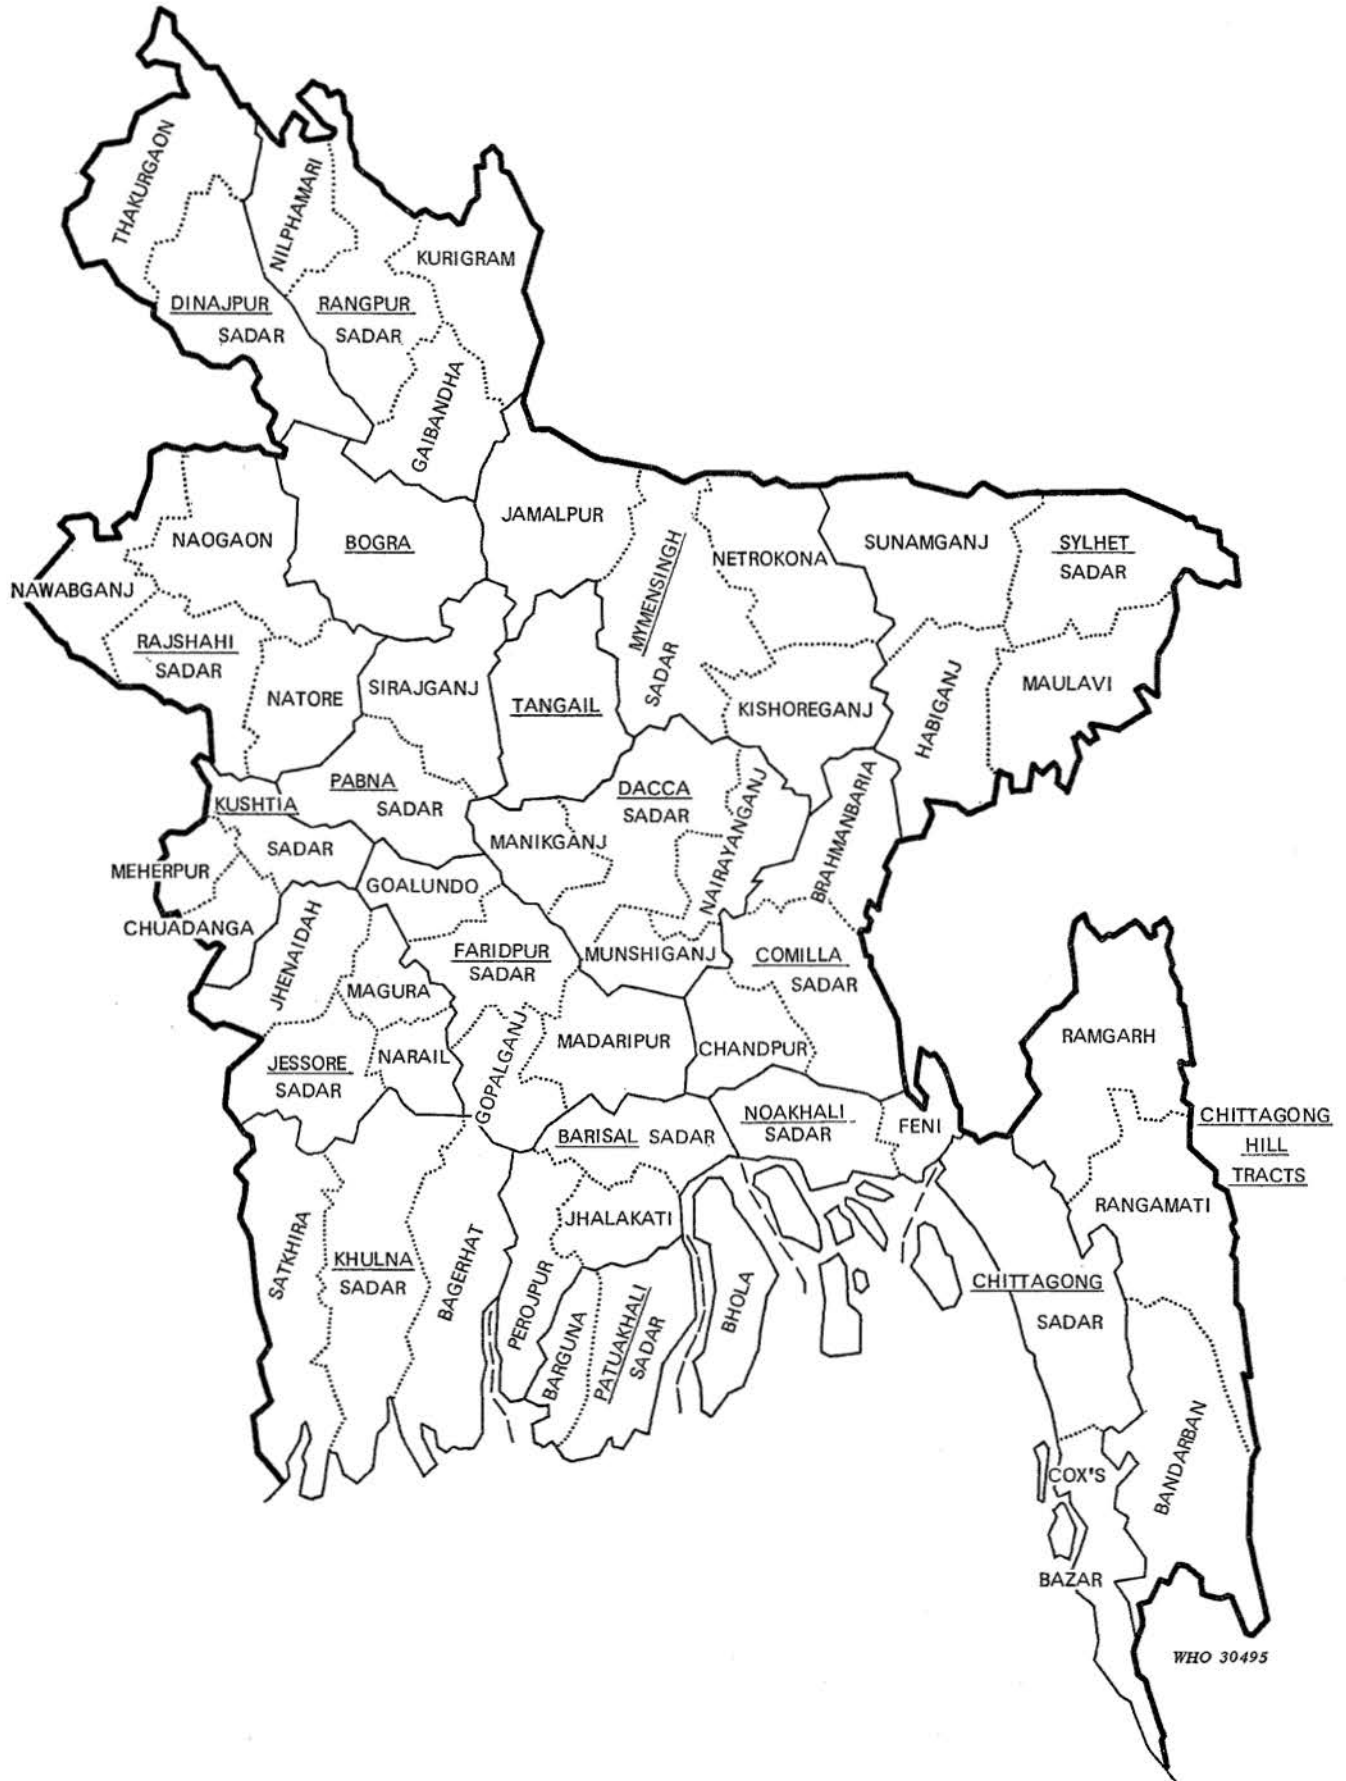 THAKURGAON
NILPHAMARI
KURIGRAM
DINAJPUR
SADAR
RANGPUR
SADAR
GAIBANDHA
JAMALPUR
NAOGAON
BOGRA
MYMENSINGH
SADAR
NETROKONA
SUNAMGANJ
SYLHET
SADAR
NAWABGANJ
RAJSHAHI
SADAR
NATORE
SIRAJGANJ
TANGAIL
KISHOREGANJ
HABIGANJ
MAULAVI
PABNA
SADAR
DACCA
SADAR
NAIRAYANGANJ
BRAHMANBARIA
KUSHTIA
SADAR
MANIKGANJ
MEHERPUR
GOALUNDO
CHUADANGA
JHENAIDAH
FARIDPUR
SADAR
MUNSHIGANJ
COMILLA
SADAR
MAGURA
RAMGARH
JESSORE
SADAR
NARAIL
GOPALGANJ
MADARIPUR
CHANDPUR
NOAKHALI
SADAR
FENI
CHITTAGONG
HILL
TRACTS
BARISAL SADAR
RANGAMATI
JHALAKATI
SATKHIRA
KHULNA
SADAR
BAGERHAT
PEROJPUR
BARGUNA
PATUAKHALI
SADAR
BHOLA
CHITTAGONG
SADAR
BANDARBAN
COX'S
BAZAR
WHO 30495